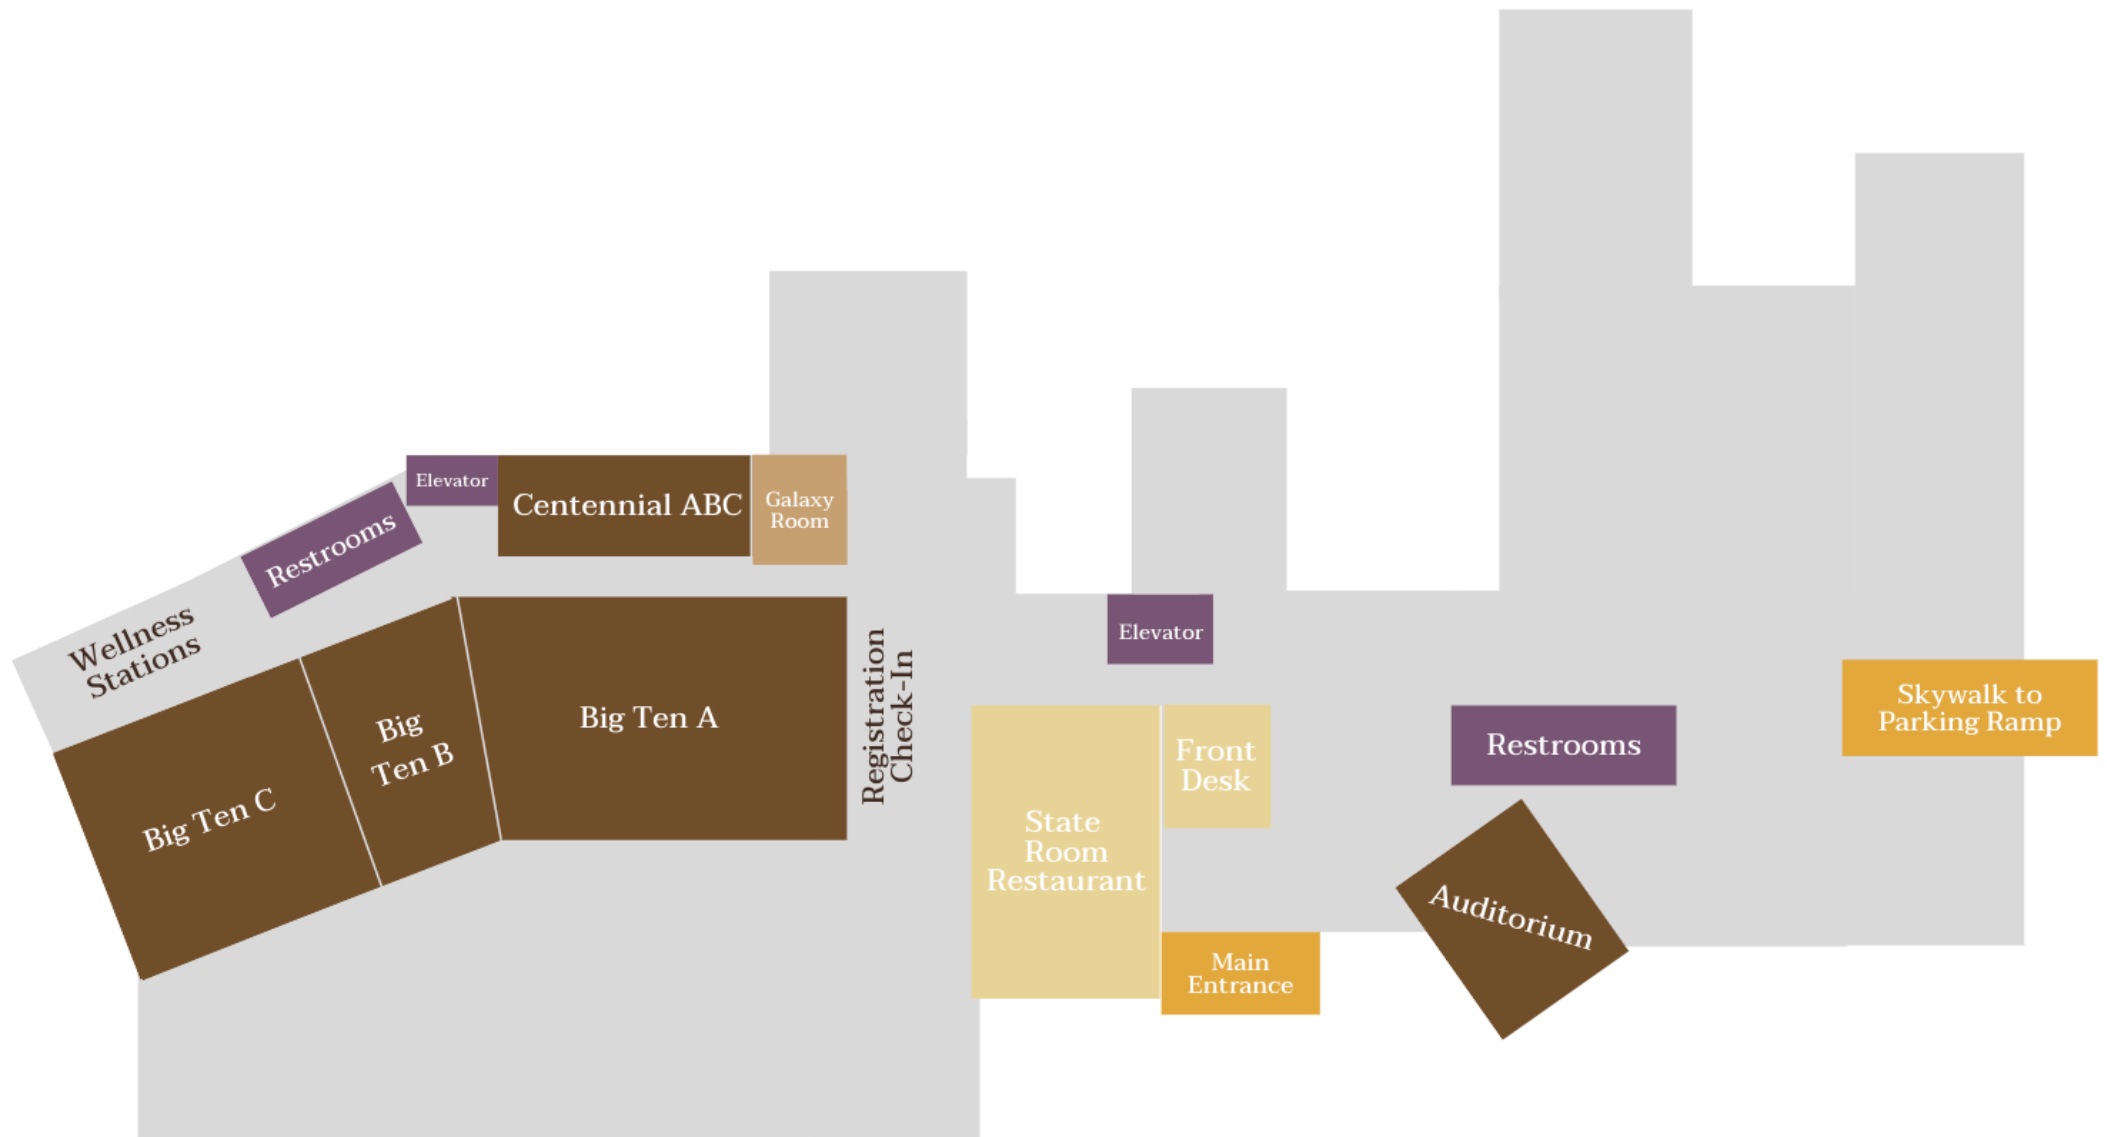 Elevator
Centennial ABC
Galaxy
Room
Restrooms
Wellness
Stations
Big Ten C
Big
Ten B
Big Ten A
Registration
Check-In
Elevator
State
Room
Restaurant
Front
Desk
Main
Entrance
Restrooms
Auditorium
Skywalk to
Parking Ramp